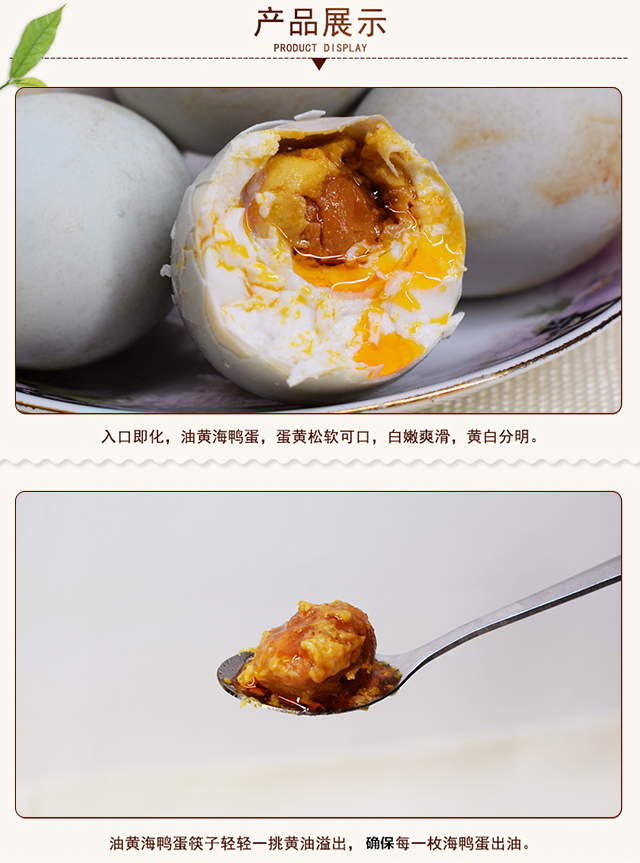 产品展示
PRODUCT DISPLAY
入口即化，油黄海鸭蛋，蛋黄松软可口，白嫩爽滑，黄白分明。
油黄海鸭蛋筷子轻轻一挑黄油溢出，确保每一枚海鸭蛋出油。